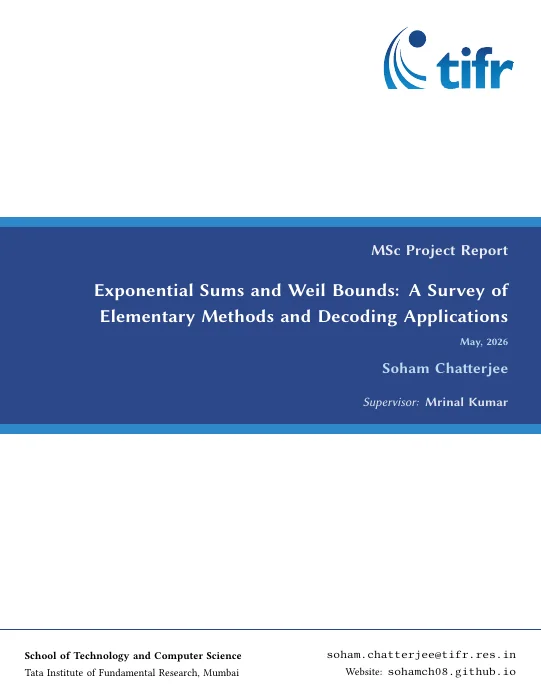 tifr
MSc Project Report
Exponential Sums and Weil Bounds: A Survey of
Elementary Methods and Decoding Applications
May, 2026
Soham Chatterjee
Supervisor: Mrinal Kumar
School of Technology and Computer Science
Tata Institute of Fundamental Research, Mumbai
soham.chatterjee@tifr.res.in
Website: sohamch08.github.io